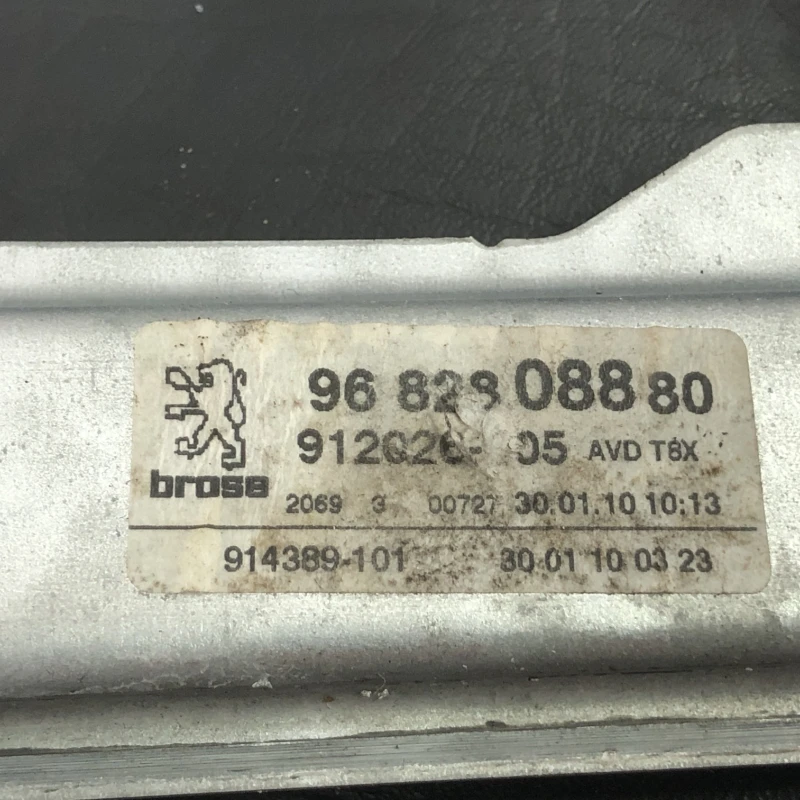 96 828 088 80
brose
AVD T8X
2069 3 00727 30.01.10 10:13
914389-101 30 01 10 03 23